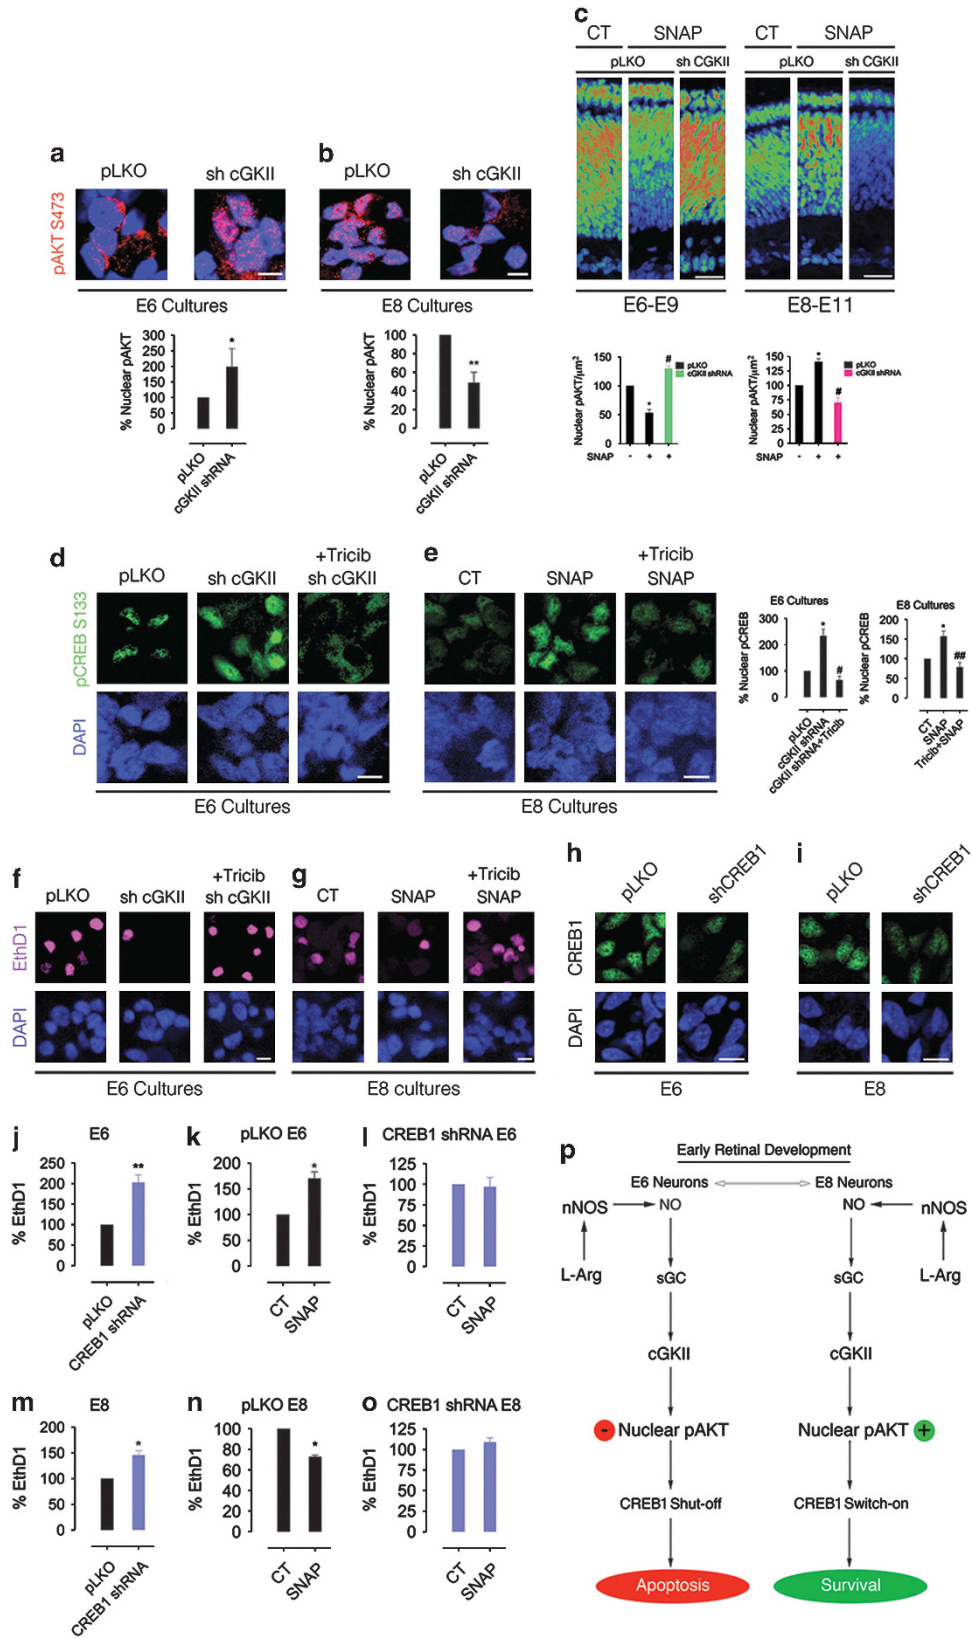 c
CT SNAP CT SNAP
pLKO sh CGKII pLKO sh CGKII
a b
pLKO sh cGKII pLKO sh cGKII
pAKT S473
E6 Cultures E8 Cultures
E6-E9 E8-E11
% Nuclear pAKT
300
250
200
150
100
50
0
*
pLKO
cGKII shRNA
% Nuclear pAKT
100
80
60
40
20
0
**
pLKO
cGKII shRNA
Nuclear pAKT/µm²
150
100
50
0
* #
pLKO
cGKII shRNA
SNAP - + +
Nuclear pAKT/µm²
150
125
100
75
50
25
0
* #
pLKO
cGKII shRNA
SNAP - + +
d
pLKO sh cGKII +Tricib
sh cGKII
pCREB S133
DAPI
E6 Cultures
e
CT SNAP +Tricib
SNAP
E8 Cultures
E6 Cultures
% Nuclear pCREB
300
200
100
0
* #
pLKO
cGKII shRNA
cGKII shRNA+Tricib
E8 Cultures
% Nuclear pCREB
200
150
100
50
0
* ##
CT
SNAP
Tricib+SNAP
f
pLKO sh cGKII +Tricib
sh cGKII
EthD1
DAPI
E6 Cultures
g
CT SNAP +Tricib
SNAP
E8 cultures
h
pLKO shCREB1
CREB1
DAPI
E6
i
pLKO shCREB1
E8
j
E6
% EthD1
250
200
150
100
50
0
**
pLKO
CREB1 shRNA
k
pLKO E6
% EthD1
200
150
100
50
0
*
CT
SNAP
l
CREB1 shRNA E6
% EthD1
125
100
75
50
25
0
CT
SNAP
m
E8
% EthD1
200
150
100
50
0
*
pLKO
CREB1 shRNA
n
pLKO E8
% EthD1
100
80
60
40
20
0
*
CT
SNAP
o
CREB1 shRNA E8
% EthD1
125
100
75
50
25
0
CT
SNAP
p
Early Retinal Development
E6 Neurons E8 Neurons
nNOS NO NO nNOS
L-Arg sGC sGC L-Arg
cGKII cGKII
- Nuclear pAKT Nuclear pAKT +
CREB1 Shut-off CREB1 Switch-on
Apoptosis Survival